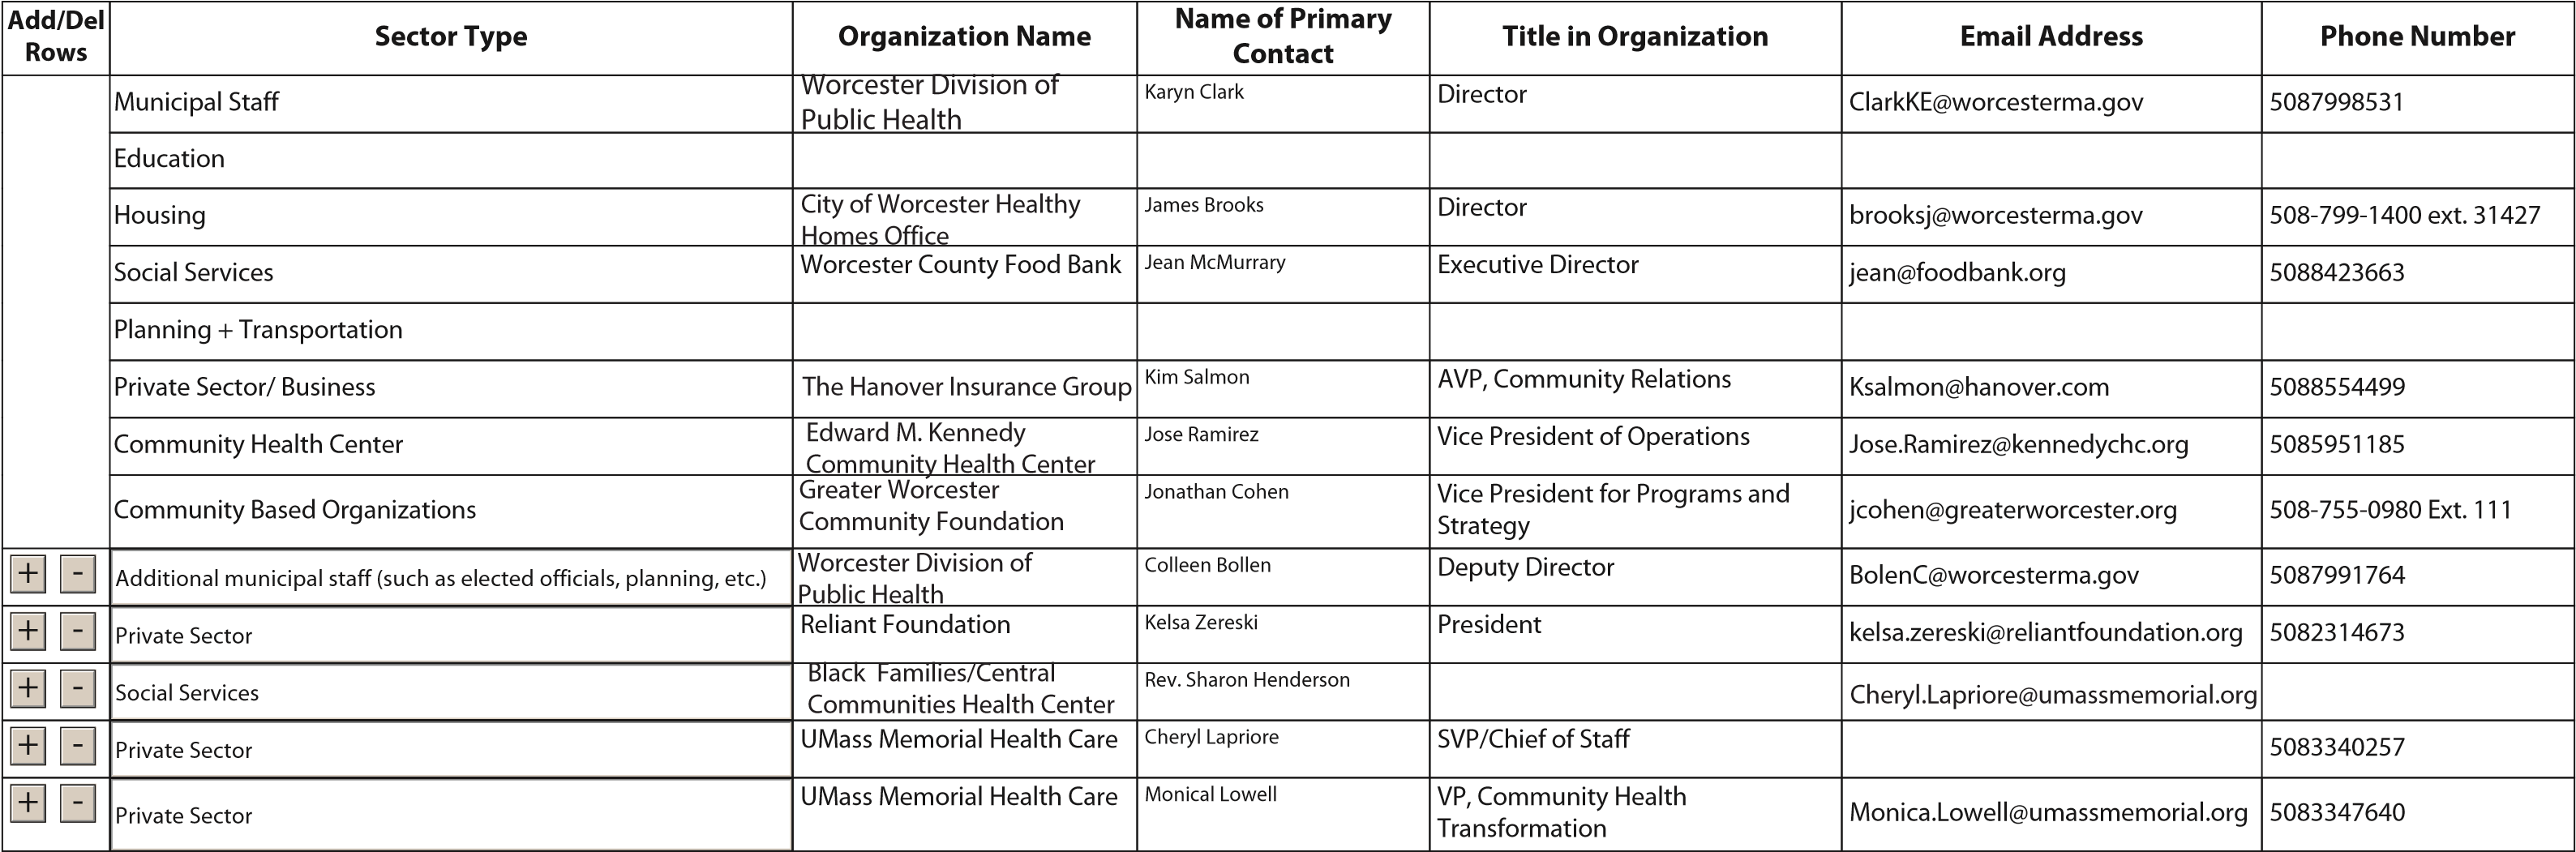 Add/Del
Rows
Sector Type
Organization Name
Name of Primary
Contact
Title in Organization
Email Address
Phone Number
Municipal Staff
Worcester Division of
Public Health
Karyn Clark
Director
ClarkKE@worcesterma.gov
5087998531
Education
Housing
City of Worcester Healthy
Homes Office
James Brooks
Director
brooksj@worcesterma.gov
508-799-1400 ext. 31427
Social Services
Worcester County Food Bank
Jean McMurrary
Executive Director
jean@foodbank.org
5088423663
Planning + Transportation
Private Sector/ Business
The Hanover Insurance Group
Kim Salmon
AVP, Community Relations
Ksalmon@hanover.com
5088554499
Community Health Center
Edward M. Kennedy
Community Health Center
Jose Ramirez
Vice President of Operations
Jose.Ramirez@kennedychc.org
5085951185
Community Based Organizations
Greater Worcester
Community Foundation
Jonathan Cohen
Vice President for Programs and
Strategy
jcohen@greaterworcester.org
508-755-0980 Ext. 111
+ -
Additional municipal staff (such as elected officials, planning, etc.)
Worcester Division of
Public Health
Colleen Bollen
Deputy Director
BolenC@worcesterma.gov
5087991764
+ -
Private Sector
Reliant Foundation
Kelsa Zereski
President
kelsa.zereski@reliantfoundation.org
5082314673
+ -
Social Services
Black Families/Central
Communities Health Center
Rev. Sharon Henderson
Cheryl.Lapriore@umassmemorial.org
+ -
Private Sector
UMass Memorial Health Care
Cheryl Lapriore
SVP/Chief of Staff
5083340257
+ -
Private Sector
UMass Memorial Health Care
Monical Lowell
VP, Community Health
Transformation
Monica.Lowell@umassmemorial.org
5083347640